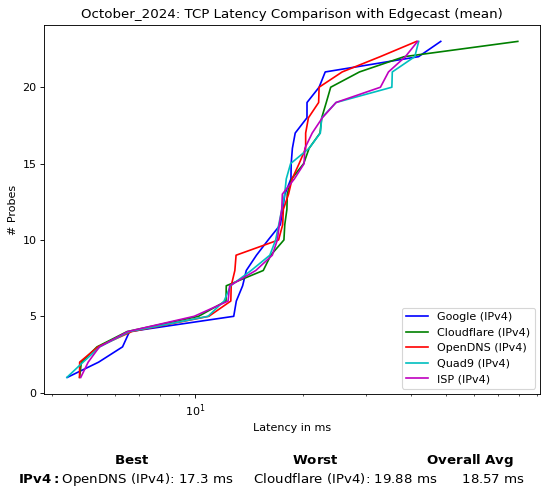 October_2024: TCP Latency Comparison with Edgecast (mean)
# Probes
20
15
10
5
0
Google (IPv4)
Cloudflare (IPv4)
OpenDNS (IPv4)
Quad9 (IPv4)
ISP (IPv4)
10^1
Latency in ms
Best Worst Overall Avg
IPv4: OpenDNS (IPv4): 17.3 ms Cloudflare (IPv4): 19.88 ms 18.57 ms